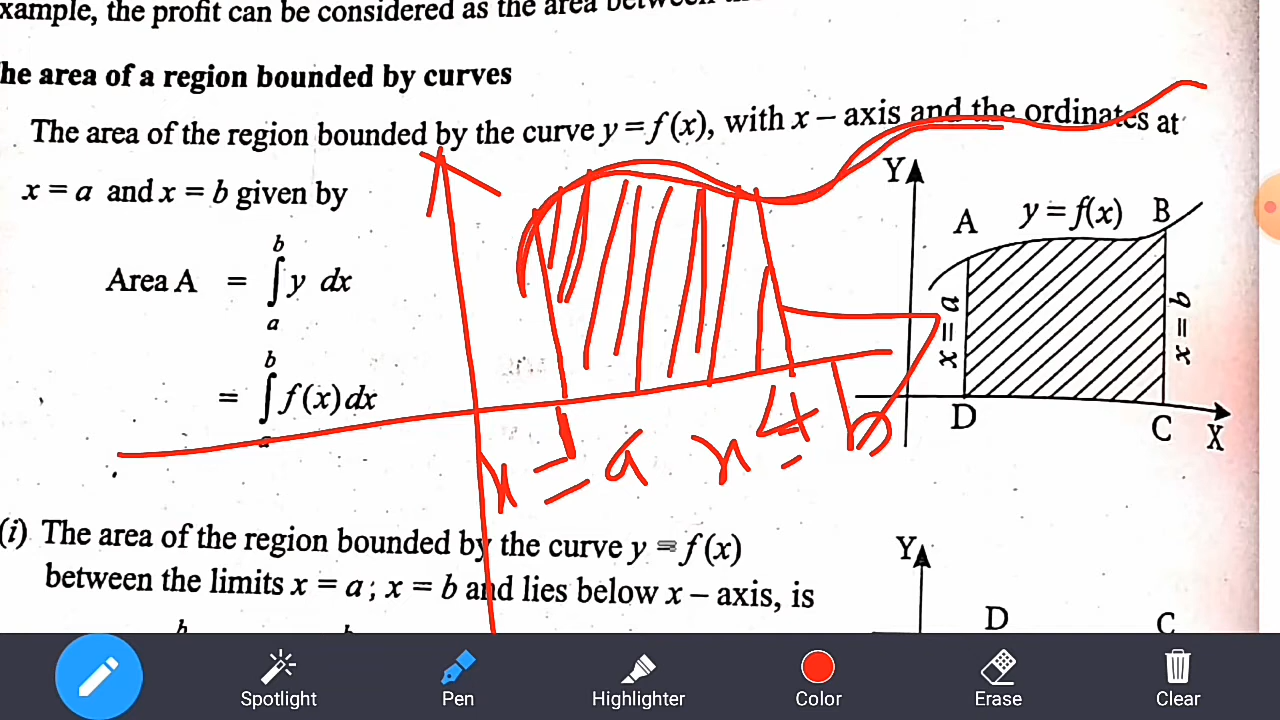 xample, the profit can be considered as the area
he area of a region bounded by curves
The area of the region bounded by the curve y = f(x), with x – axis and the ordinates at
x = a and x = b given by
Area A = ∫ₐᵇ y dx
= ∫ₐᵇ f(x) dx
Y
A y = f(x) B
x = a
x = b
D C X
x = a x = b
(i) The area of the region bounded by the curve y = f(x)
between the limits x = a ; x = b and lies below x – axis, is
b b
Y
D C
Spotlight Pen Highlighter Color Erase Clear